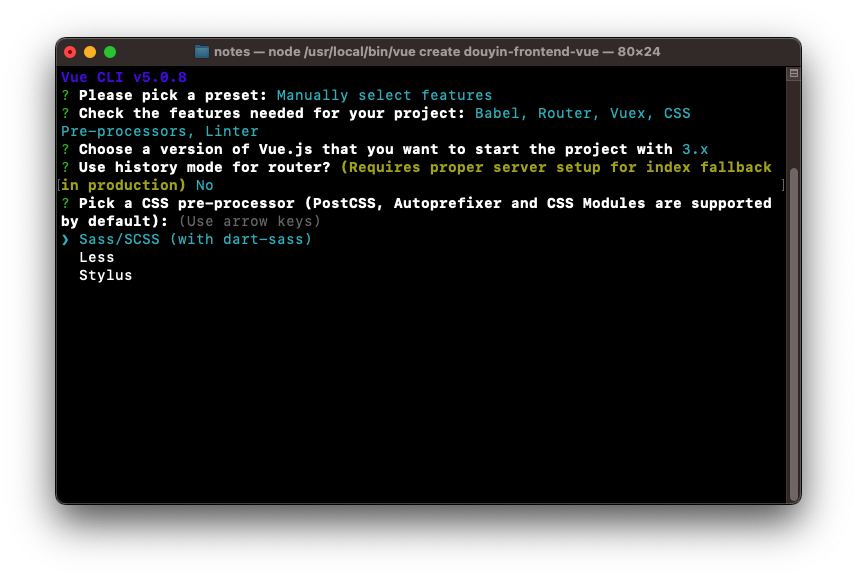 notes — node /usr/local/bin/vue create douyin-frontend-vue — 80×24
Vue CLI v5.0.8
? Please pick a preset: Manually select features
? Check the features needed for your project: Babel, Router, Vuex, CSS
Pre-processors, Linter
? Choose a version of Vue.js that you want to start the project with 3.x
? Use history mode for router? (Requires proper server setup for index fallback
in production) No
? Pick a CSS pre-processor (PostCSS, Autoprefixer and CSS Modules are supported
by default): (Use arrow keys)
❯ Sass/SCSS (with dart-sass)
Less
Stylus